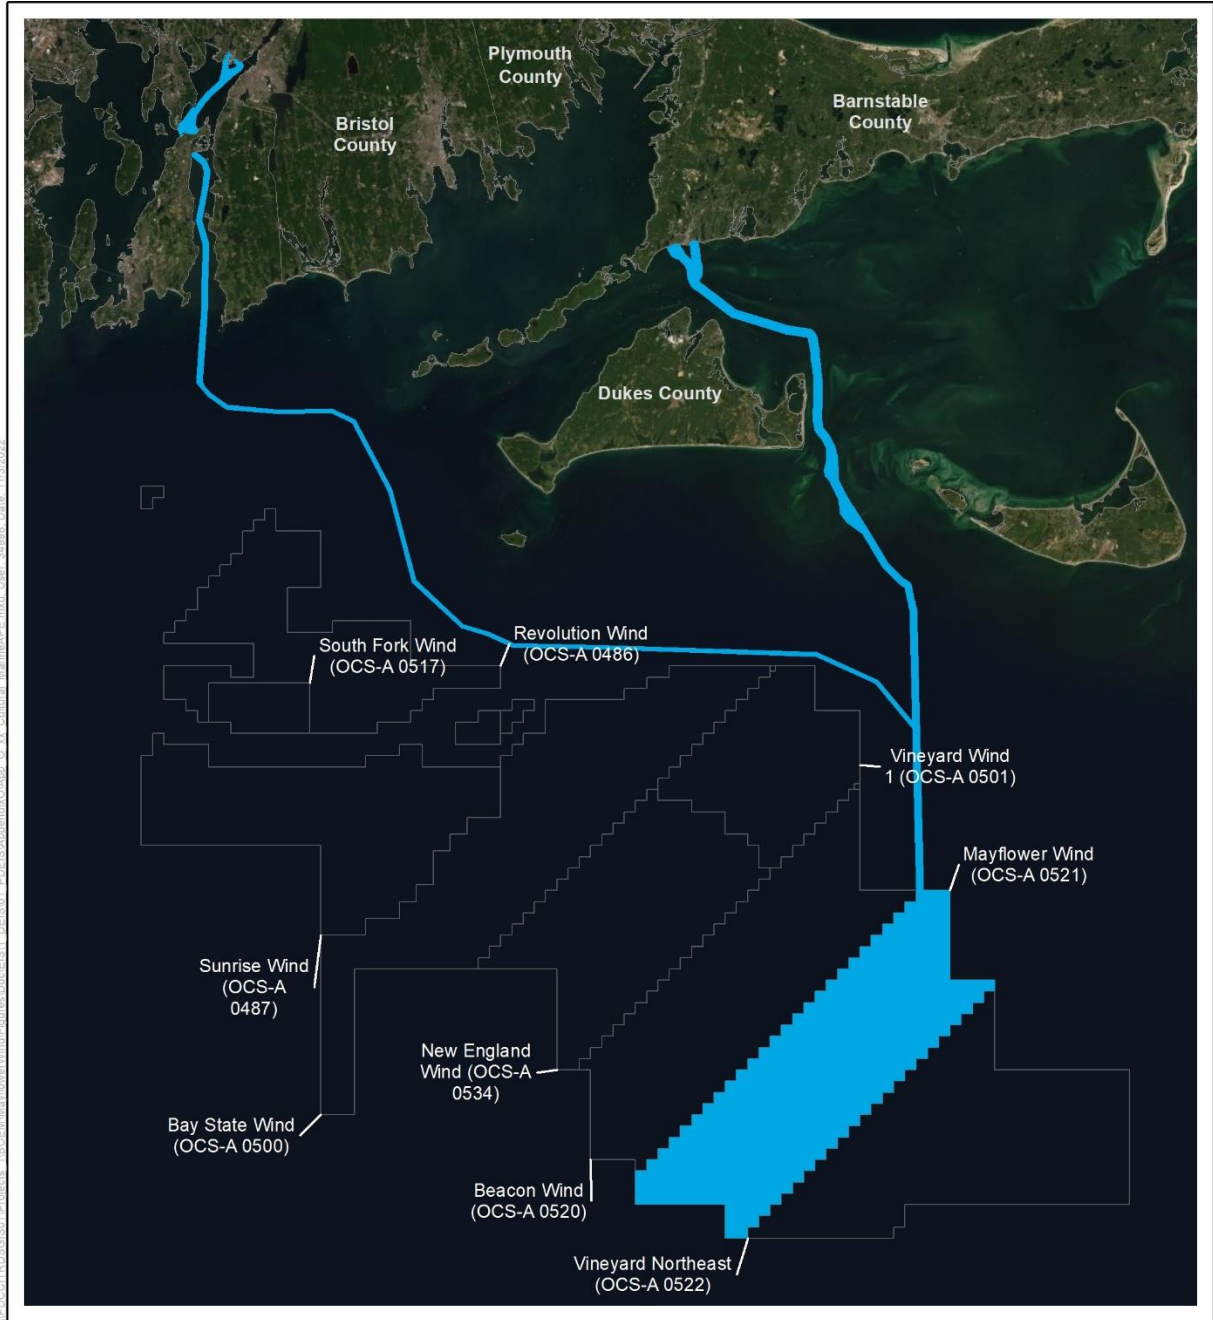 Plymouth
County
Barnstable
County
Bristol
County
Dukes County
Revolution Wind
(OCS-A 0486)
South Fork Wind
(OCS-A 0517)
Vineyard Wind
1 (OCS-A 0501)
Mayflower Wind
(OCS-A 0521)
Sunrise Wind
(OCS-A
0487)
New England
Wind (OCS-A
0534)
Bay State Wind
(OCS-A 0500)
Beacon Wind
(OCS-A 0520)
Vineyard Northeast
(OCS-A 0522)